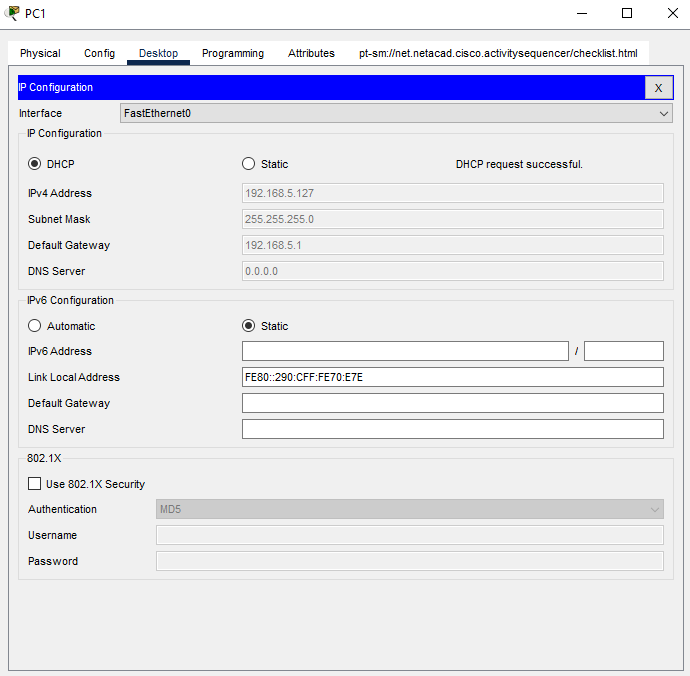 PC1
Physical Config Desktop Programming Attributes pt-sm://net.netacad.cisco.activitysequencer/checklist.html
IP Configuration X
Interface FastEthernet0
IP Configuration
DHCP Static DHCP request successful.
IPv4 Address 192.168.5.127
Subnet Mask 255.255.255.0
Default Gateway 192.168.5.1
DNS Server 0.0.0.0
IPv6 Configuration
Automatic Static
IPv6 Address /
Link Local Address FE80::290:CFF:FE70:E7E
Default Gateway
DNS Server
802.1X
Use 802.1X Security
Authentication MD5
Username
Password